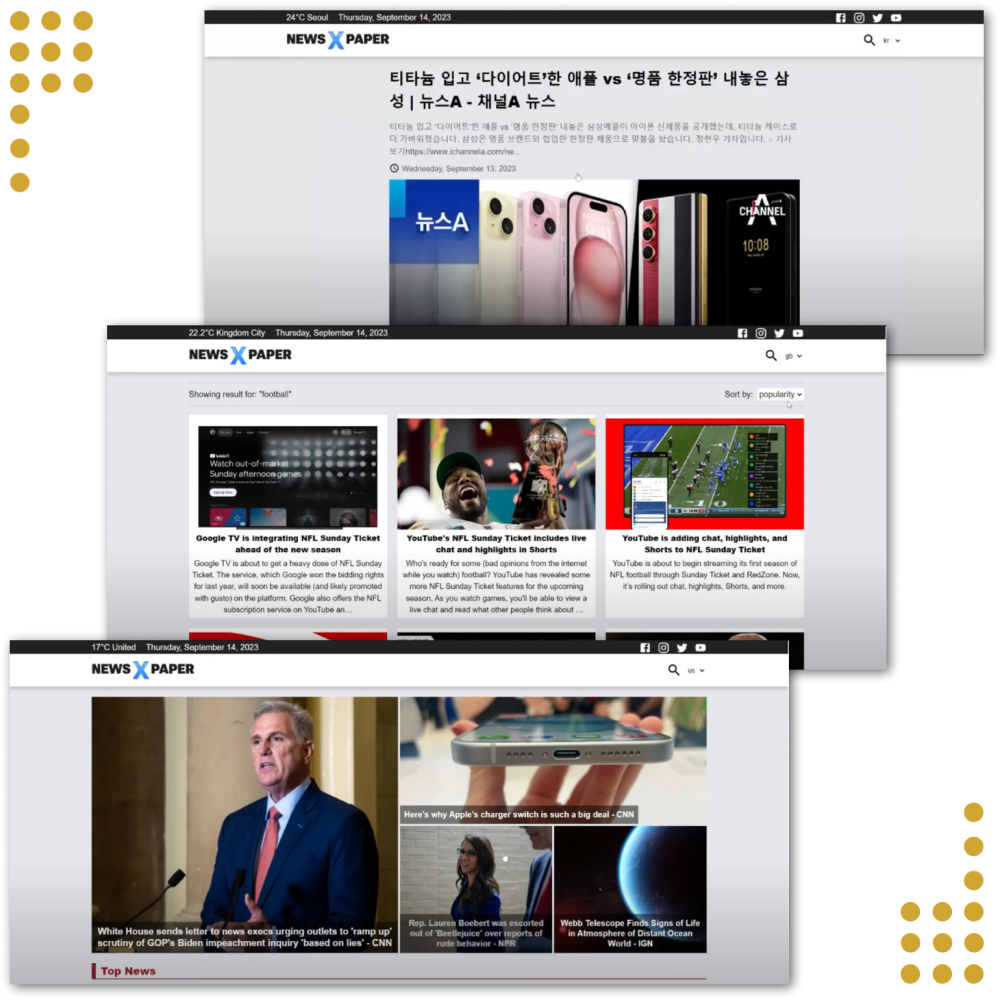 24°C Seoul Thursday, September 14, 2023
NEWS X PAPER
kr
티타늄 입고 ‘다이어트’한 애플 vs ‘명품 한정판’ 내놓은 삼
성 | 뉴스A - 채널A 뉴스
티타늄 입고 ‘다이어트’한 애플 vs ‘명품 한정판’ 내놓은 삼성애플이 아이폰 신제품을 공개했는데, 티타늄 케이스로
더 가벼워졌습니다. 삼성은 명품 브랜드와 협업한 한정판 제품으로 맞불을 놨습니다. 정현우 기자입니다. ○ 기사
보기https://www.ichannela.com/ne...
Wednesday, September 13, 2023
뉴스A
CHANNEL A
10:08
22.2°C Kingdom City Thursday, September 14, 2023
NEWS X PAPER
gb
Showing result for: "football"
Sort by: popularity
Watch out-of-market
Sunday afternoon games
Google TV is integrating NFL Sunday Ticket
ahead of the new season
Google TV is about to get a heavy dose of NFL Sunday
Ticket. The service, which Google won the bidding rights
for last year, will soon be available (and likely promoted
with gusto) on the platform. Google also offers the NFL
subscription service on YouTube an...
YouTube's NFL Sunday Ticket includes live
chat and highlights in Shorts
Who's ready for some (bad opinions from the internet
while you watch) football? YouTube has revealed some
more NFL Sunday Ticket features for the upcoming
season. As you watch games, you'll be able to view a
live chat and read what other people think about ...
YouTube is adding chat, highlights, and
Shorts to NFL Sunday Ticket
YouTube is about to begin streaming its first season of
NFL football through Sunday Ticket and RedZone. Now,
it's rolling out chat, highlights, Shorts, and more.
17°C United Thursday, September 14, 2023
NEWS X PAPER
us
White House sends letter to news execs urging outlets to 'ramp up'
scrutiny of GOP's Biden impeachment inquiry 'based on lies' - CNN
Here's why Apple's charger switch is such a big deal - CNN
Rep. Lauren Boebert was escorted
out of 'Beetlejuice' over reports of
rude behavior - NPR
Webb Telescope Finds Signs of Life
in Atmosphere of Distant Ocean
World - IGN
Top News